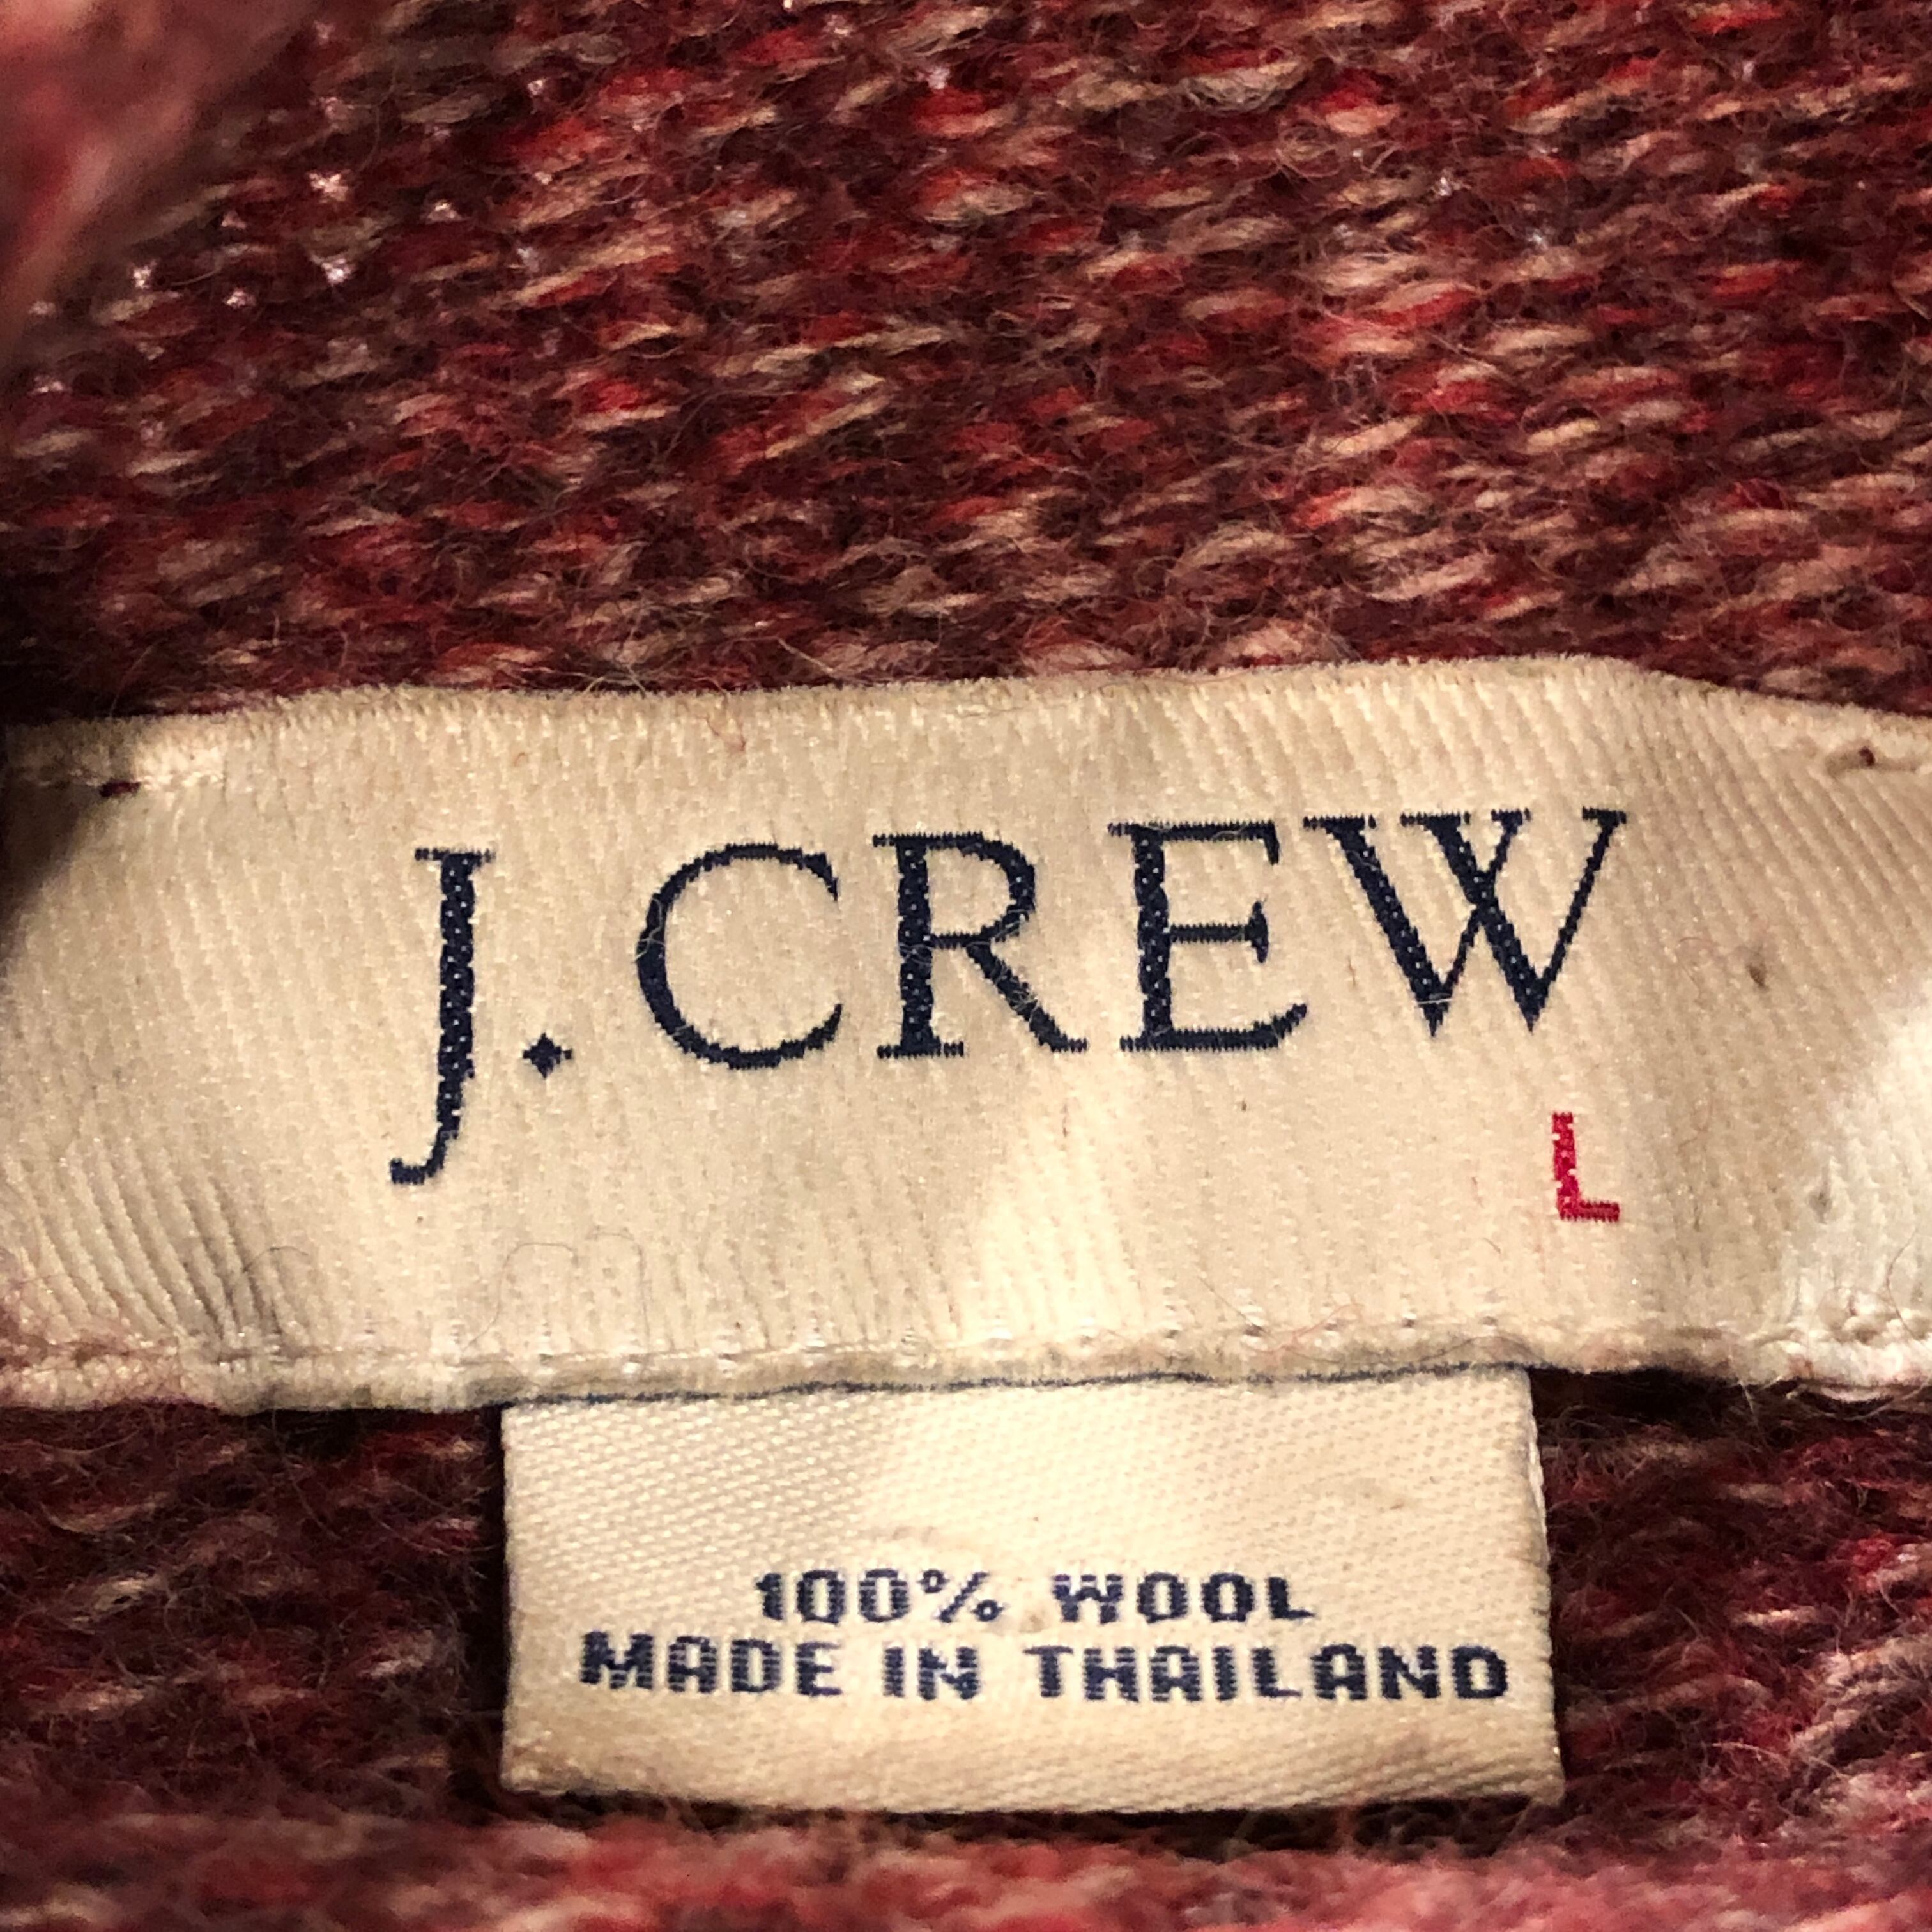 J.CREW
L
100% WOOL
MADE IN THAILAND